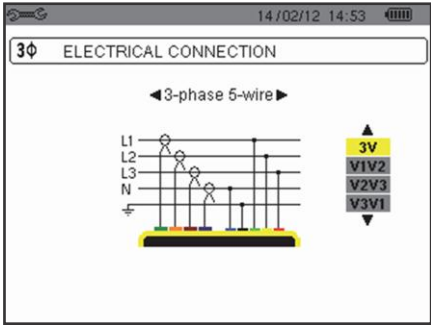 14/02/12 14:53
3Φ ELECTRICAL CONNECTION
◄3-phase 5-wire►
L1
L2
L3
N
3V
V1V2
V2V3
V3V1